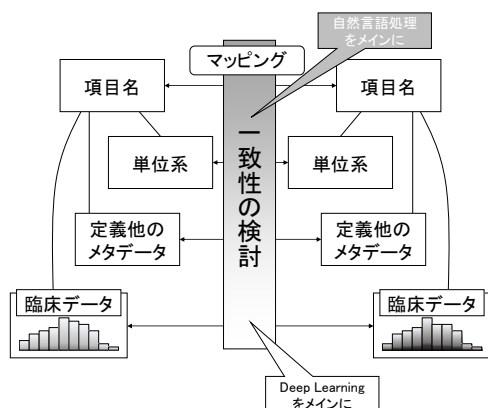 自然言語処理
をメインに
マッピング
項目名
項目名
一致性の検討
単位系
単位系
定義他の
メタデータ
定義他の
メタデータ
臨床データ
臨床データ
Deep Learning
をメインに